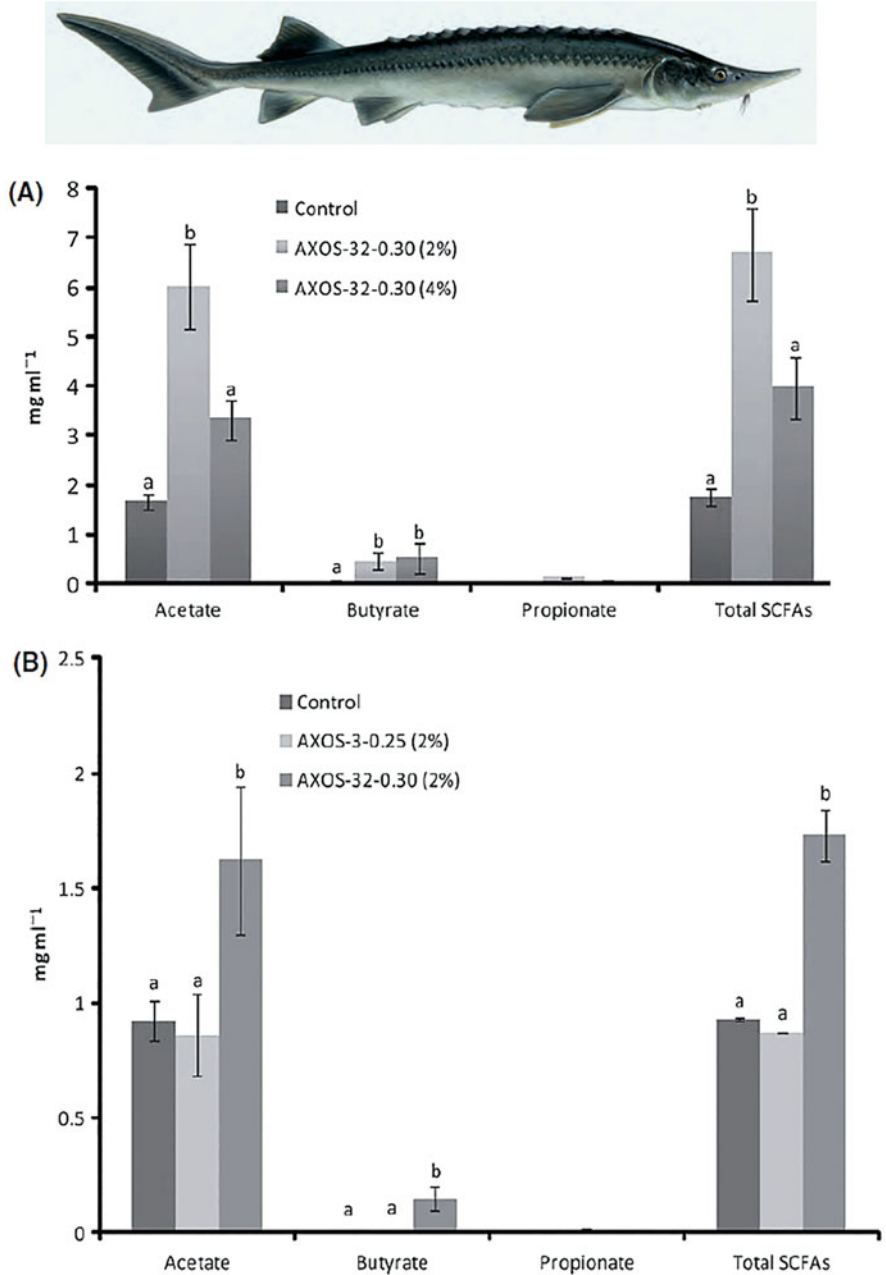 (A)
8
7
6
5
4
3
2
1
0
mg ml⁻¹
Control
AXOS-32-0.30 (2%)
AXOS-32-0.30 (4%)
a b a
a b b
a b a
Acetate Butyrate Propionate Total SCFAs
(B)
2.5
2
1.5
1
0.5
0
mg ml⁻¹
Control
AXOS-3-0.25 (2%)
AXOS-32-0.30 (2%)
a a b
a a b
a a b
Acetate Butyrate Propionate Total SCFAs